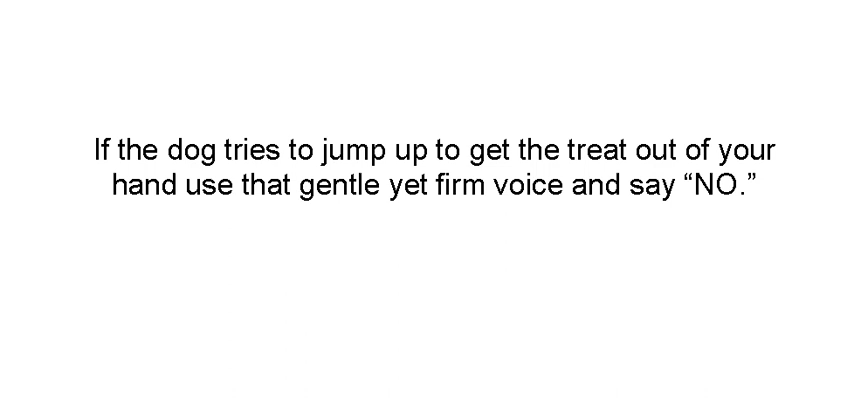 If the dog tries to jump up to get the treat out of your
hand use that gentle yet firm voice and say “NO.”